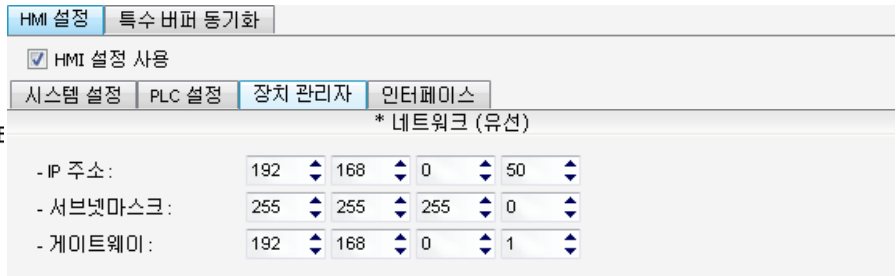 HMI 설정 특수 버퍼 동기화
HMI 설정 사용
시스템 설정 PLC 설정 장치 관리자 인터페이스
* 네트워크 (유선)
- IP 주소 : 192 168 0 50
- 서브넷마스크 : 255 255 255 0
- 게이트웨이 : 192 168 0 1